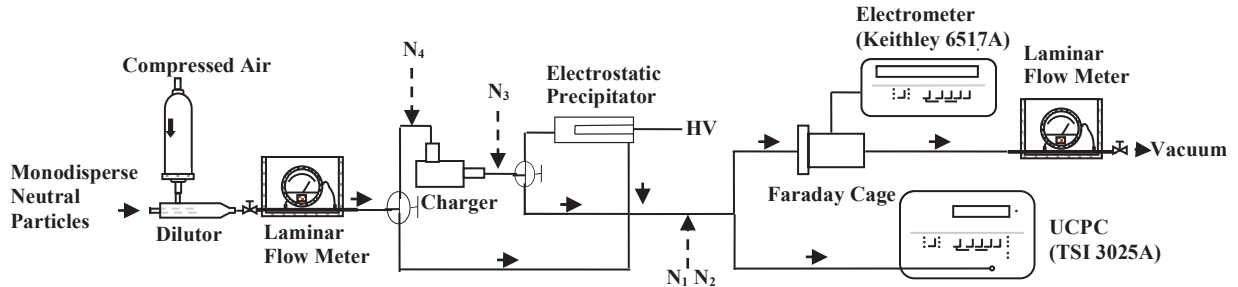 Compressed Air
Monodisperse
Neutral
Particles
Dilutor
Laminar
Flow Meter
N4
N3
Charger
Electrostatic
Precipitator
HV
N1 N2
Electrometer
(Keithley 6517A)
Faraday Cage
Laminar
Flow Meter
Vacuum
UCPC
(TSI 3025A)